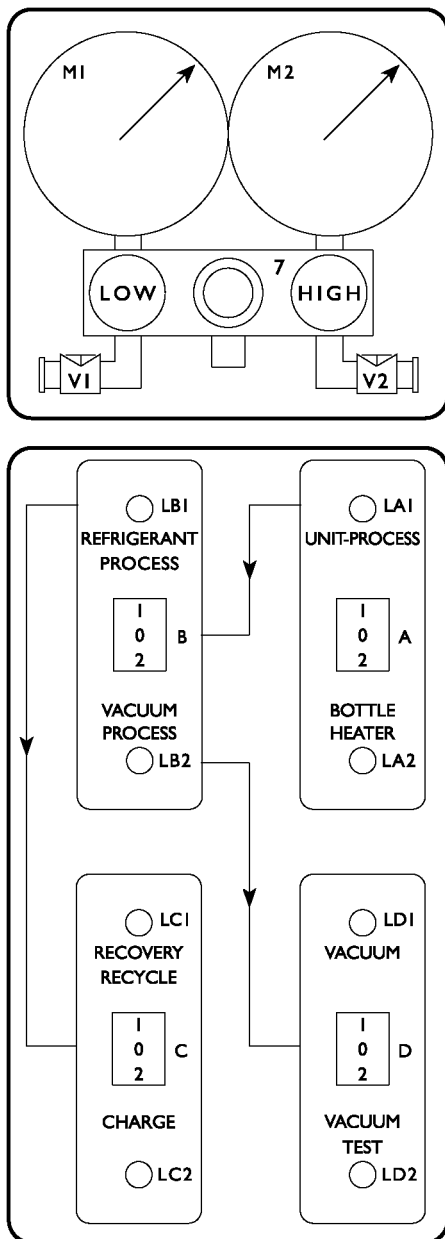 M1
M2
7
LOW
HIGH
V1
V2
LB1
REFRIGERANT
PROCESS
1
0
2
B
VACUUM
PROCESS
LB2
LA1
UNIT-PROCESS
1
0
2
A
BOTTLE
HEATER
LA2
LC1
RECOVERY
RECYCLE
1
0
2
C
CHARGE
LC2
LD1
VACUUM
1
0
2
D
VACUUM
TEST
LD2